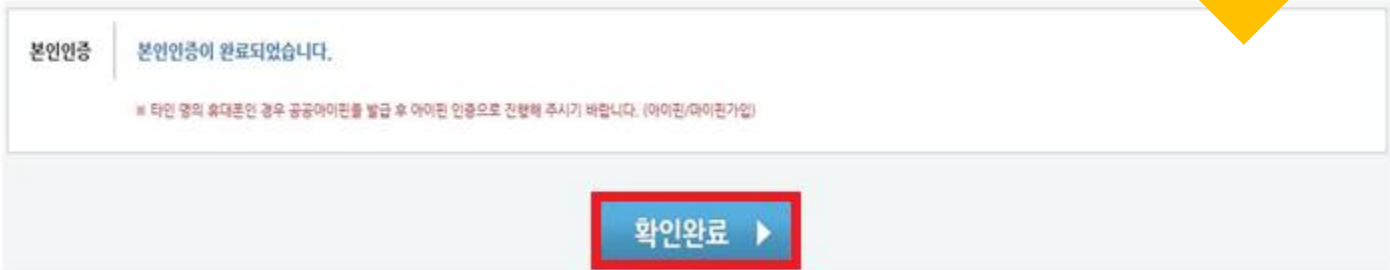 본인인증
본인인증이 완료되었습니다.
※ 타인 명의 휴대폰인 경우 공공아이핀를 발급 후 아이핀 인증으로 진행해 주시기 바랍니다. (아이핀/마이핀가입)
확인완료